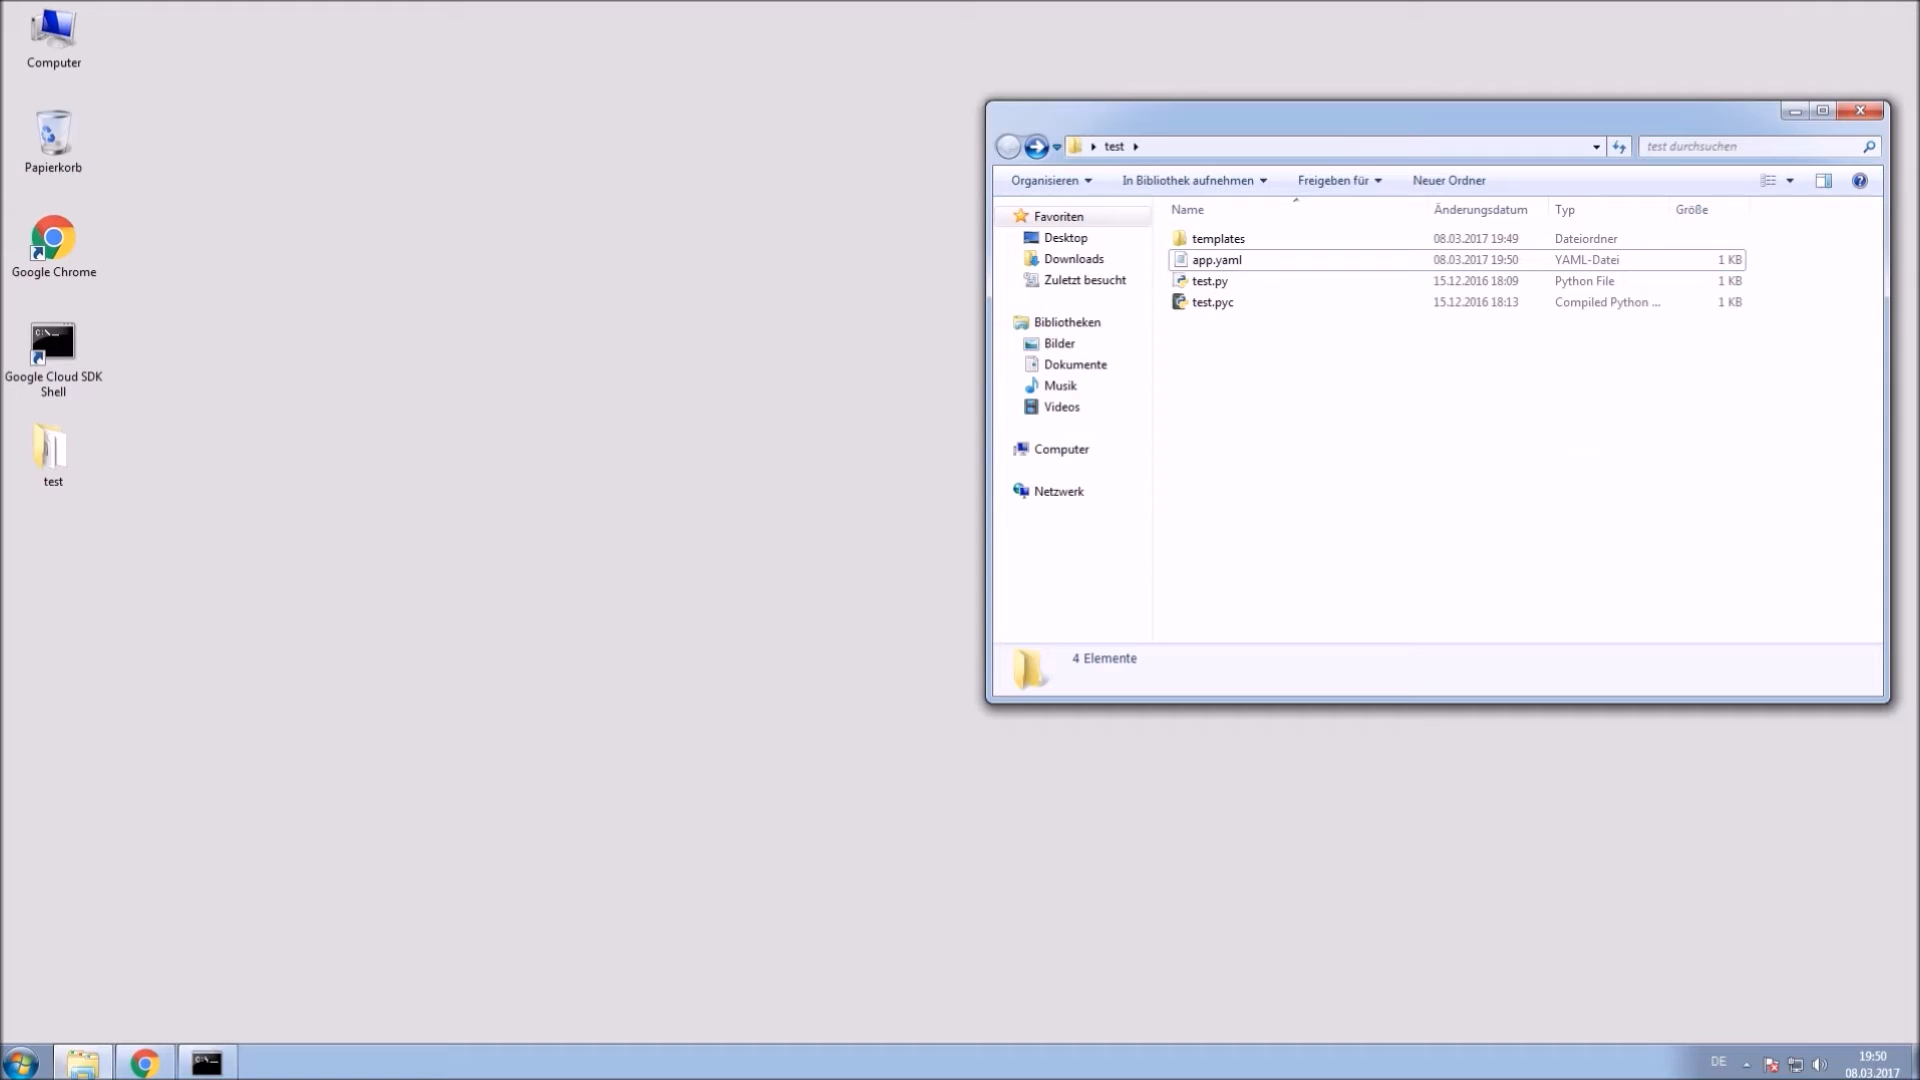 Computer
Papierkorb
Google Chrome
Google Cloud SDK
Shell
test
test
test durchsuchen
Organisieren
In Bibliothek aufnehmen
Freigeben für
Neuer Ordner
Favoriten
Desktop
Downloads
Zuletzt besucht
Bibliotheken
Bilder
Dokumente
Musik
Videos
Computer
Netzwerk
Name Änderungsdatum Typ Größe
templates 08.03.2017 19:49 Dateiordner
app.yaml 08.03.2017 19:50 YAML-Datei 1 KB
test.py 15.12.2016 18:09 Python File 1 KB
test.pyc 15.12.2016 18:13 Compiled Python ... 1 KB
4 Elemente
DE
19:50
08.03.2017